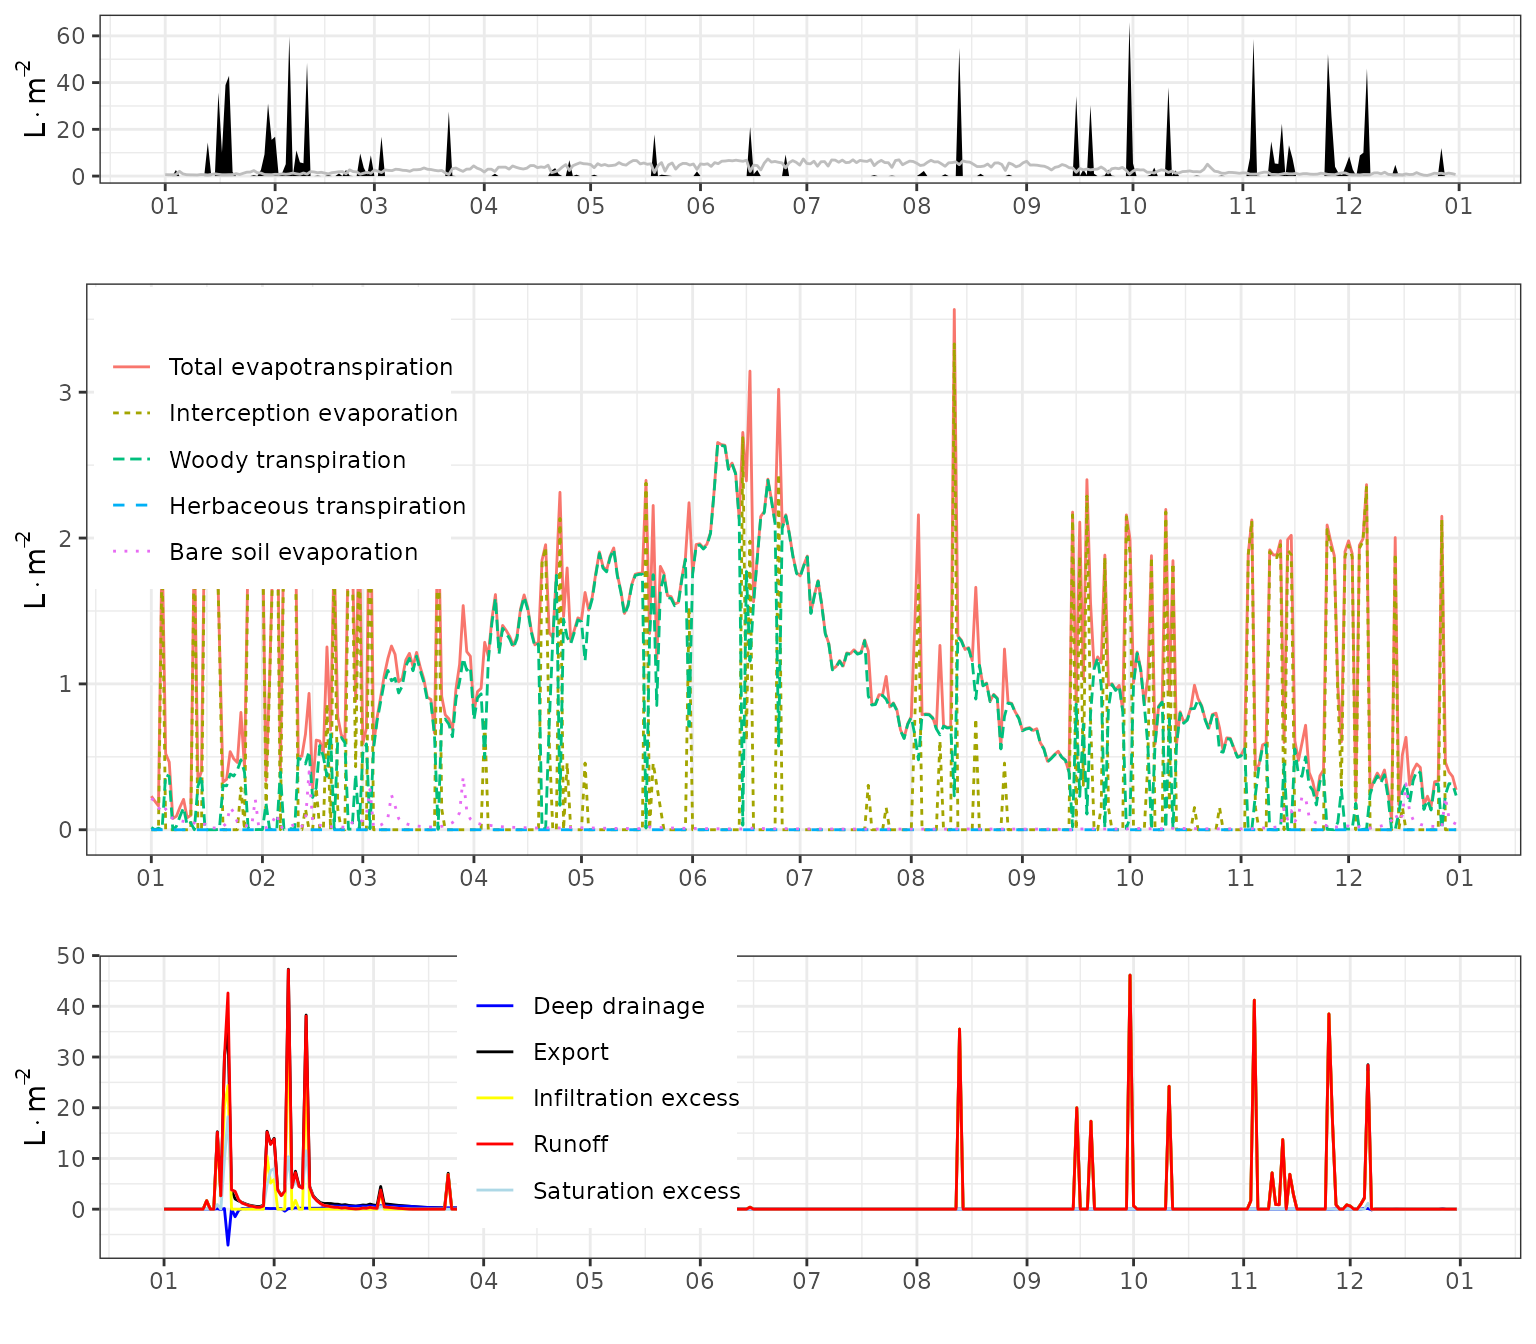 60
40
20
0
L · m⁻²
01 02 03 04 05 06 07 08 09 10 11 12 01
3
2
1
0
L · m⁻²
Total evapotranspiration
Interception evaporation
Woody transpiration
Herbaceous transpiration
Bare soil evaporation
01 02 03 04 05 06 07 08 09 10 11 12 01
50
40
30
20
10
0
L · m⁻²
Deep drainage
Export
Infiltration excess
Runoff
Saturation excess
01 02 03 04 05 06 07 08 09 10 11 12 01